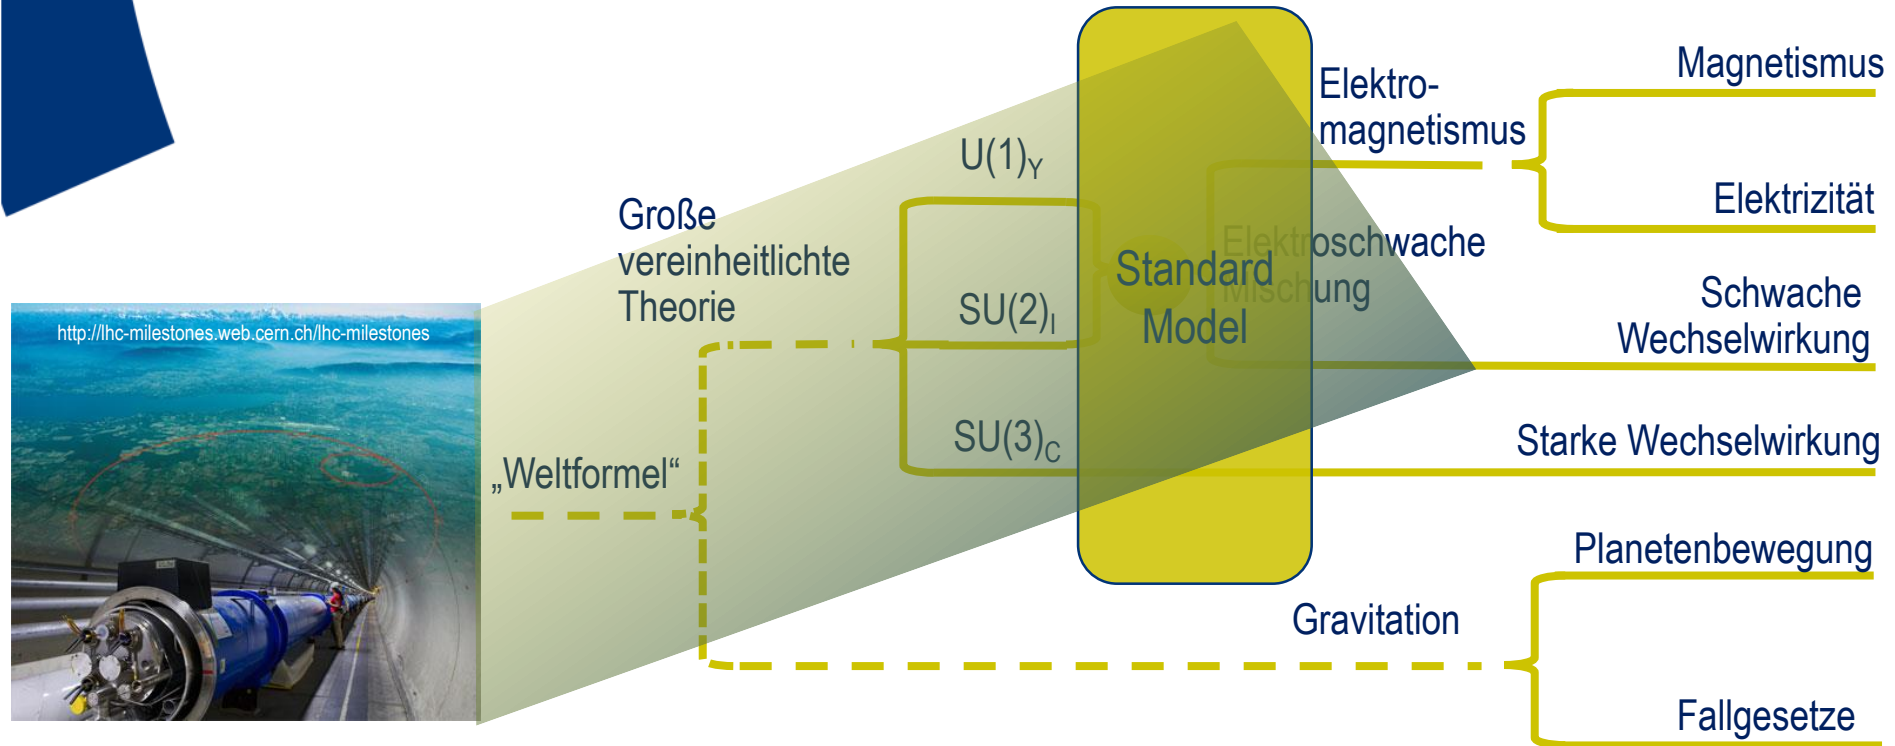 Magnetismus
Elektro-
magnetismus
U(1)Y
Elektrizität
Große
vereinheitlichte
Theorie
Elektroschwache
Mischung
Standard
Model
SU(2)I
Schwache
Wechselwirkung
http://lhc-milestones.web.cern.ch/lhc-milestones
SU(3)C
Starke Wechselwirkung
„Weltformel“
Planetenbewegung
Gravitation
Fallgesetze